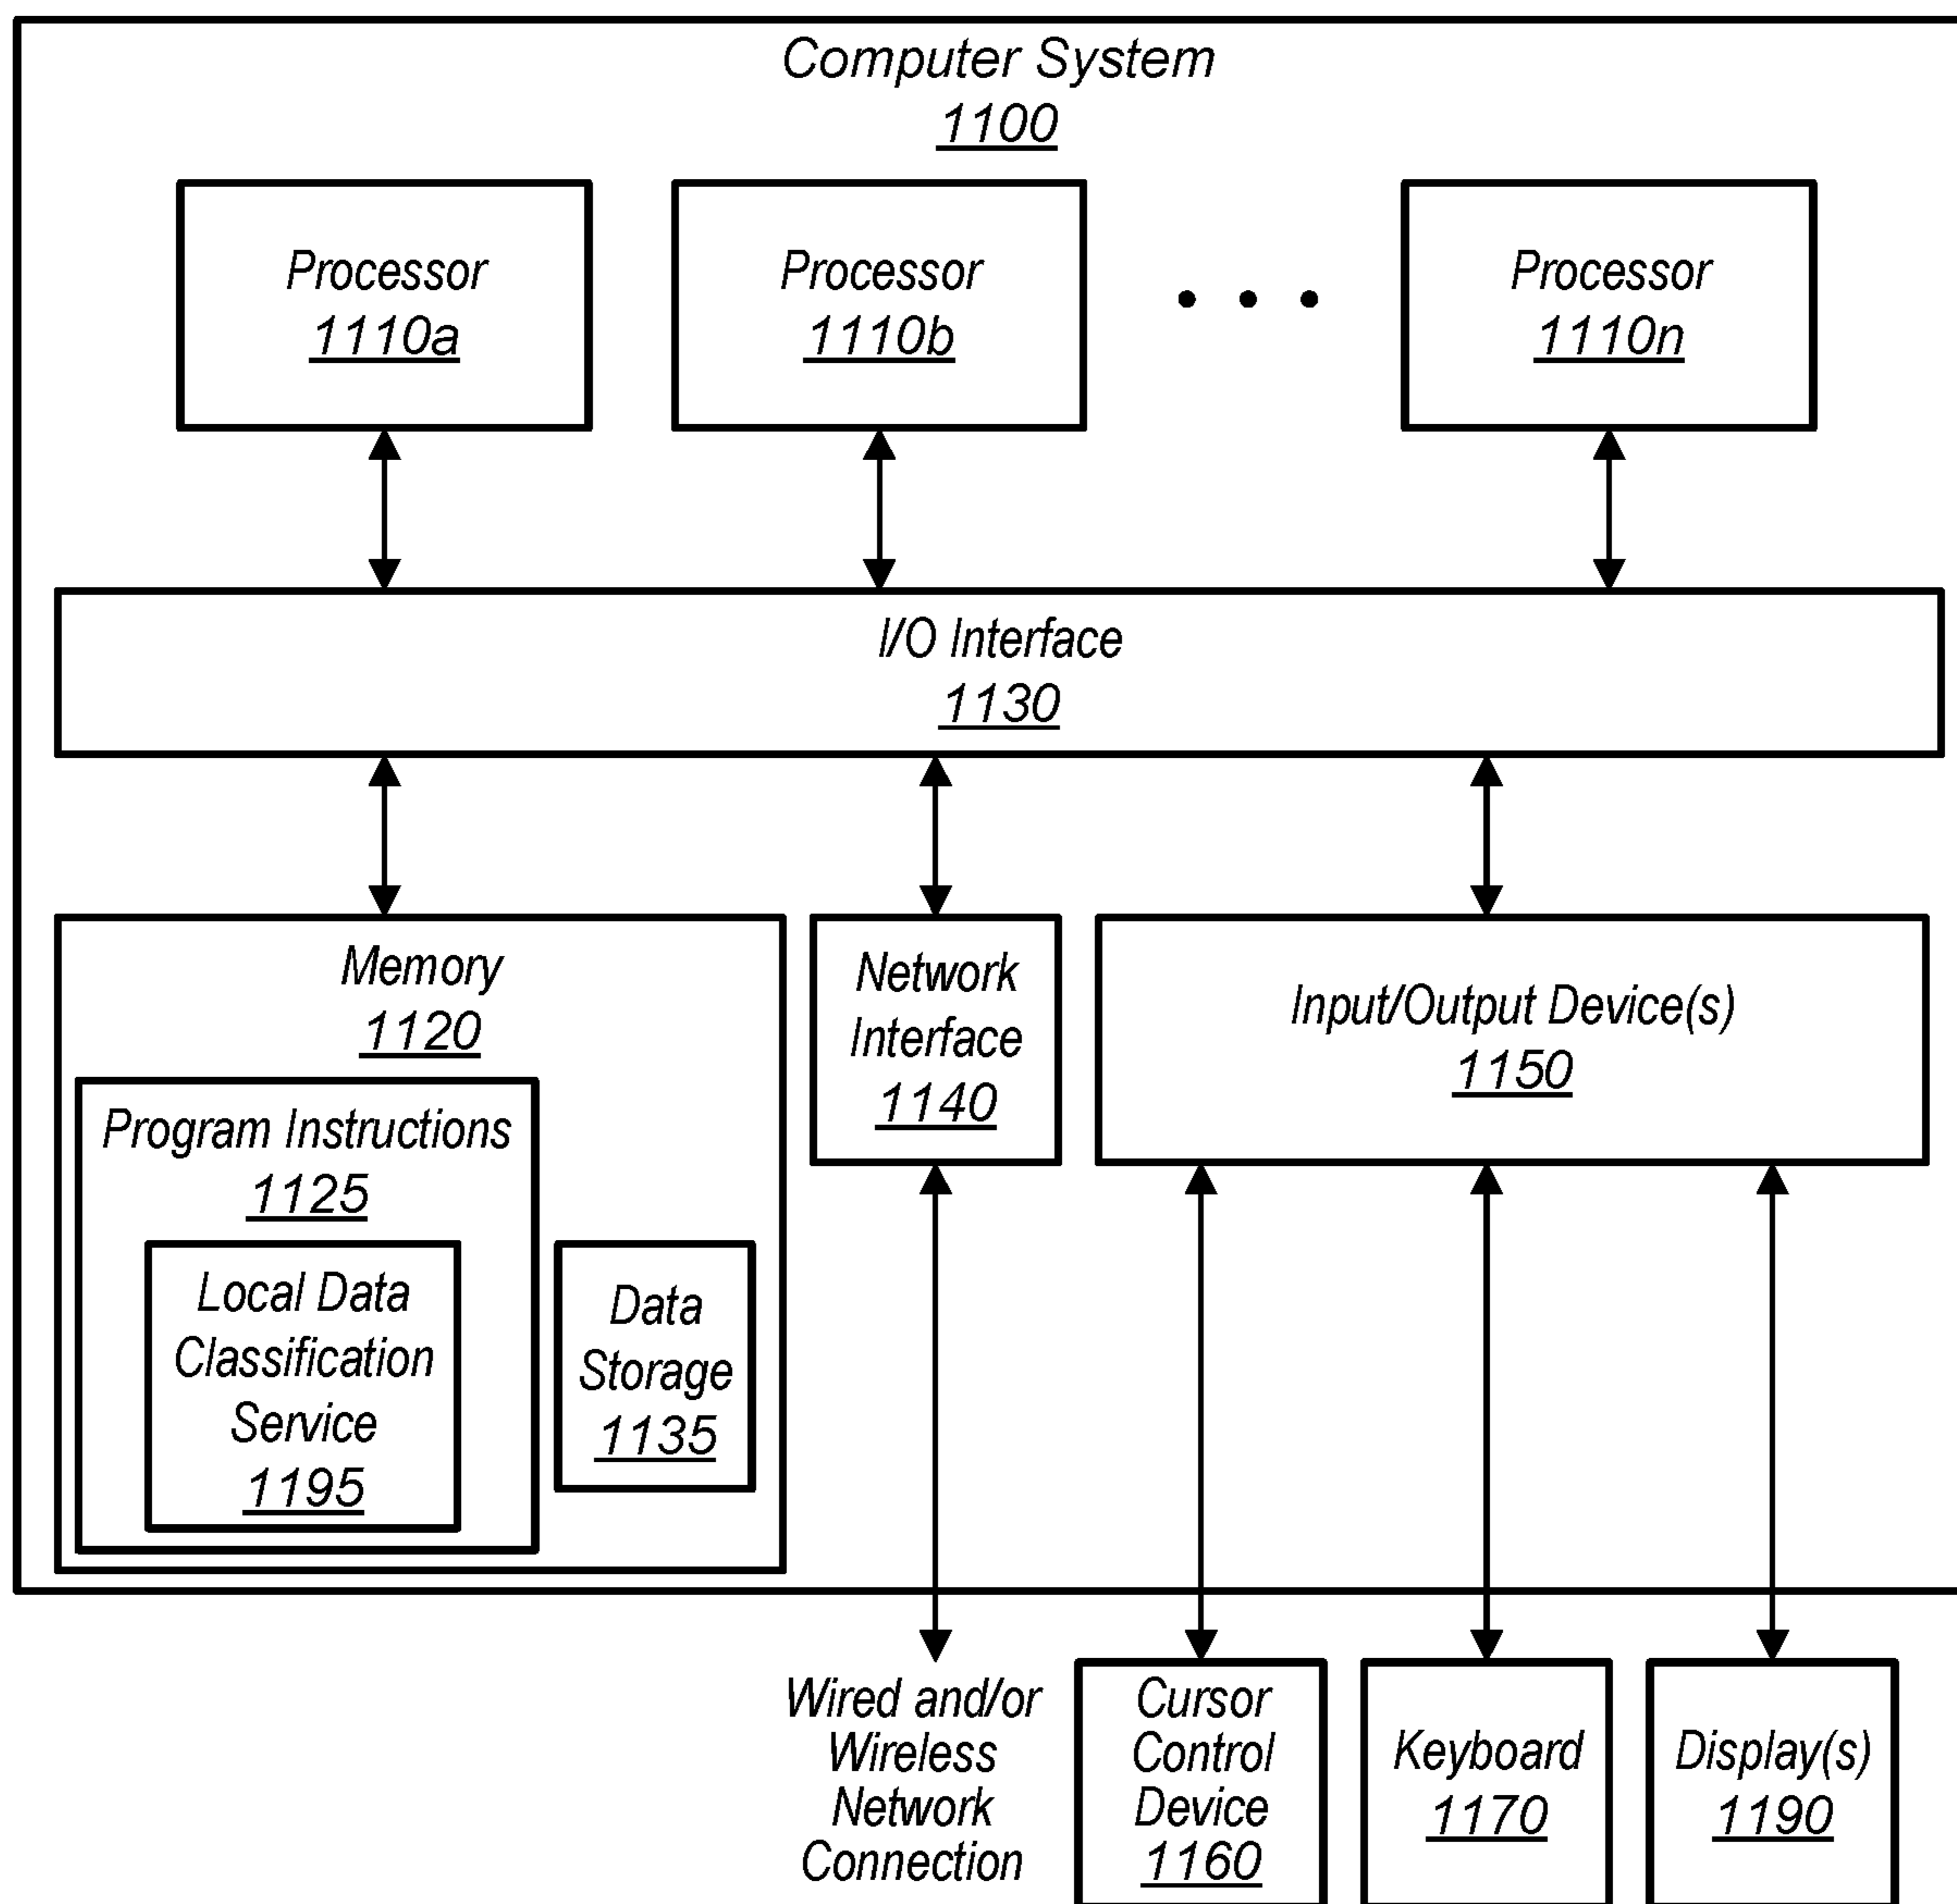 Computer System
1100
Processor
1110a
Processor
1110b
Processor
1110n
I/O Interface
1130
Memory
1120
Program Instructions
1125
Local Data
Classification
Service
1195
Data
Storage
1135
Network
Interface
1140
Input/Output Device(s)
1150
Wired and/or
Wireless
Network
Connection
Cursor
Control
Device
1160
Keyboard
1170
Display(s)
1190